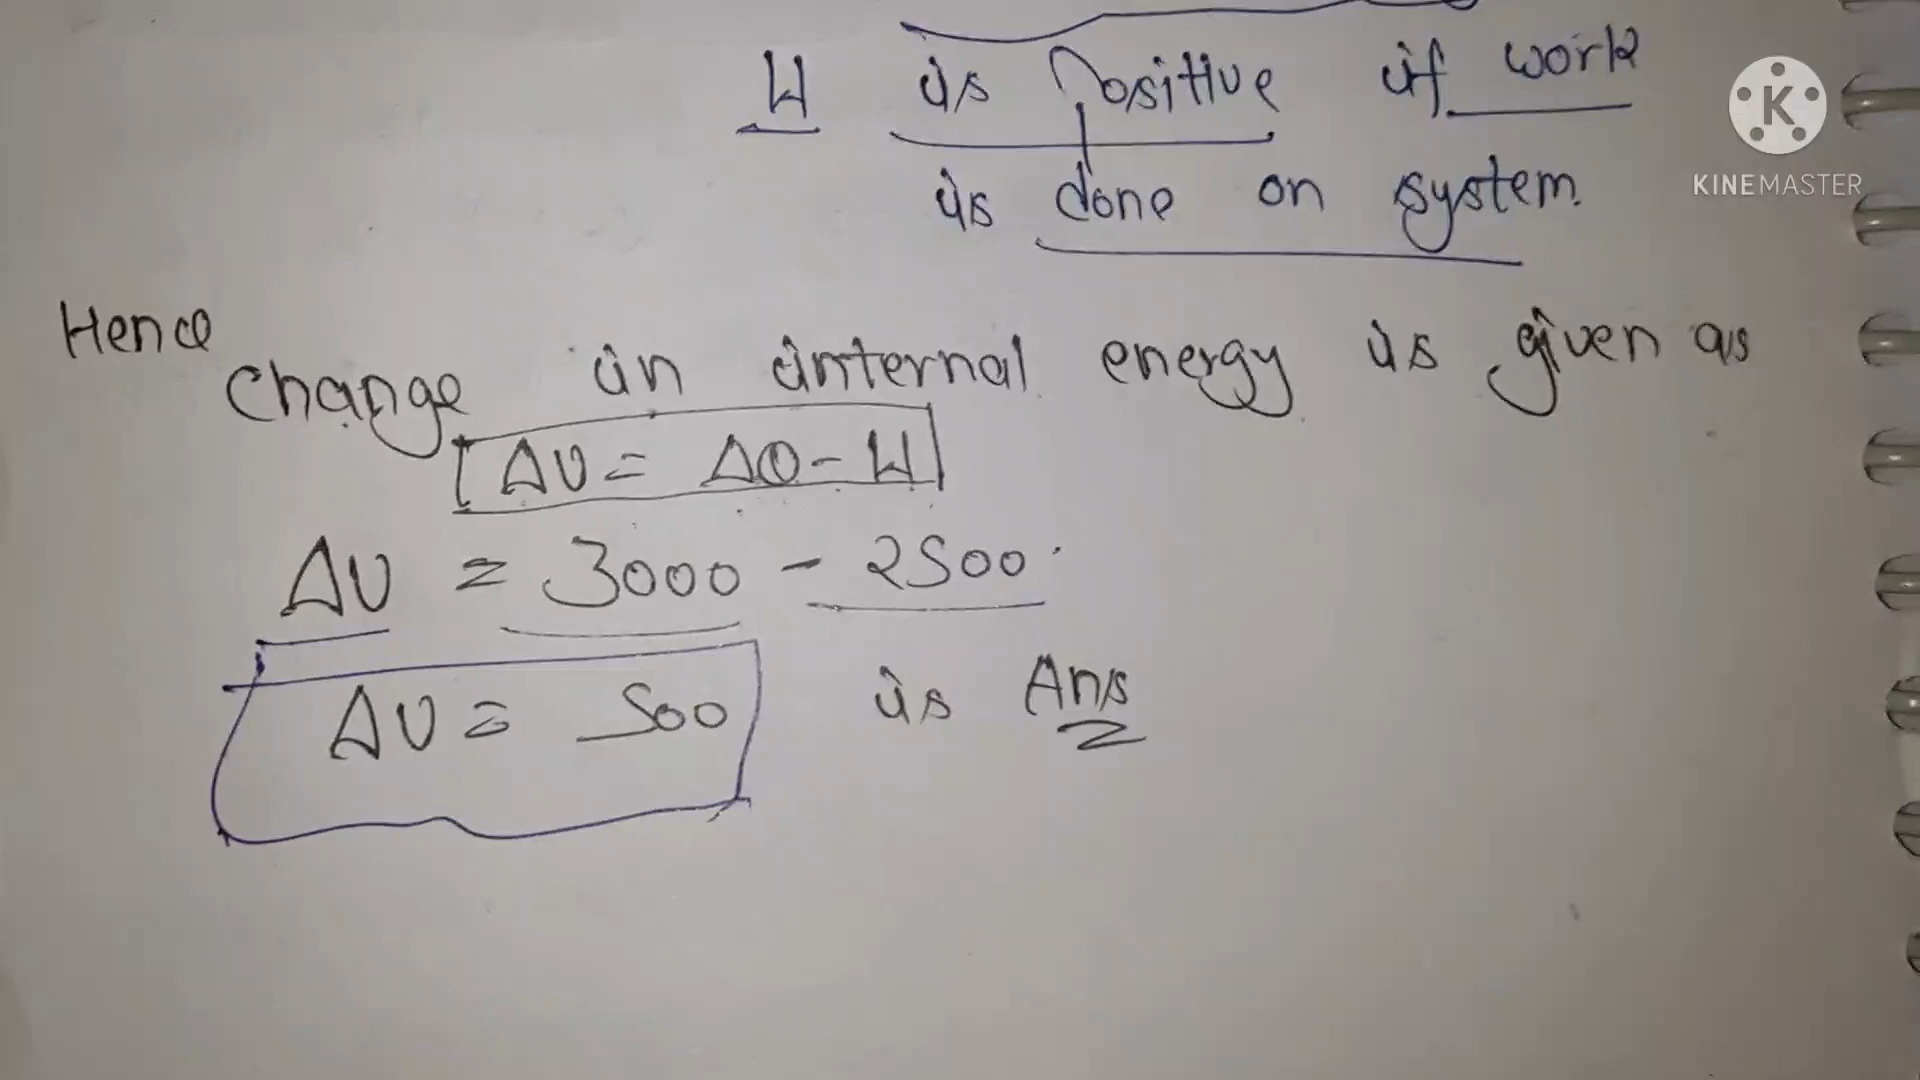 W is Positive if work
K
KINEMASTER
is done on system.
Hence
Change in internal energy is given as
ΔU = ΔQ - W
ΔU = 3000 - 2500
ΔU = 500 is Ans